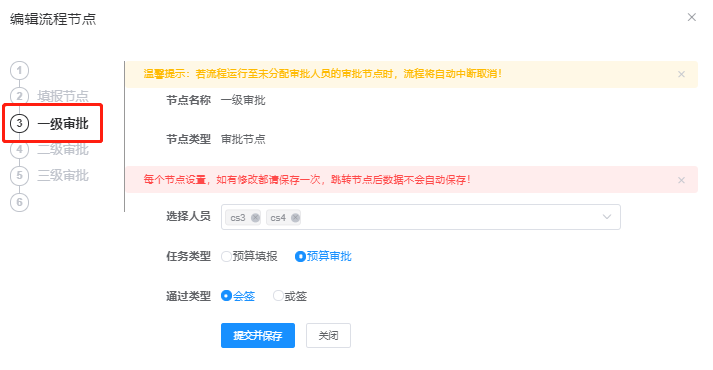 编辑流程节点
1
2 填报节点
3 一级审批
4 二级审批
5 三级审批
6
温馨提示：若流程运行至未分配审批人员的审批节点时，流程将自动中断取消！
节点名称 一级审批
节点类型 审批节点
每个节点设置，如有修改都请保存一次，跳转节点后数据不会自动保存！
选择人员 cs3 cs4
任务类型 预算填报 预算审批
通过类型 会签 或签
提交并保存 关闭